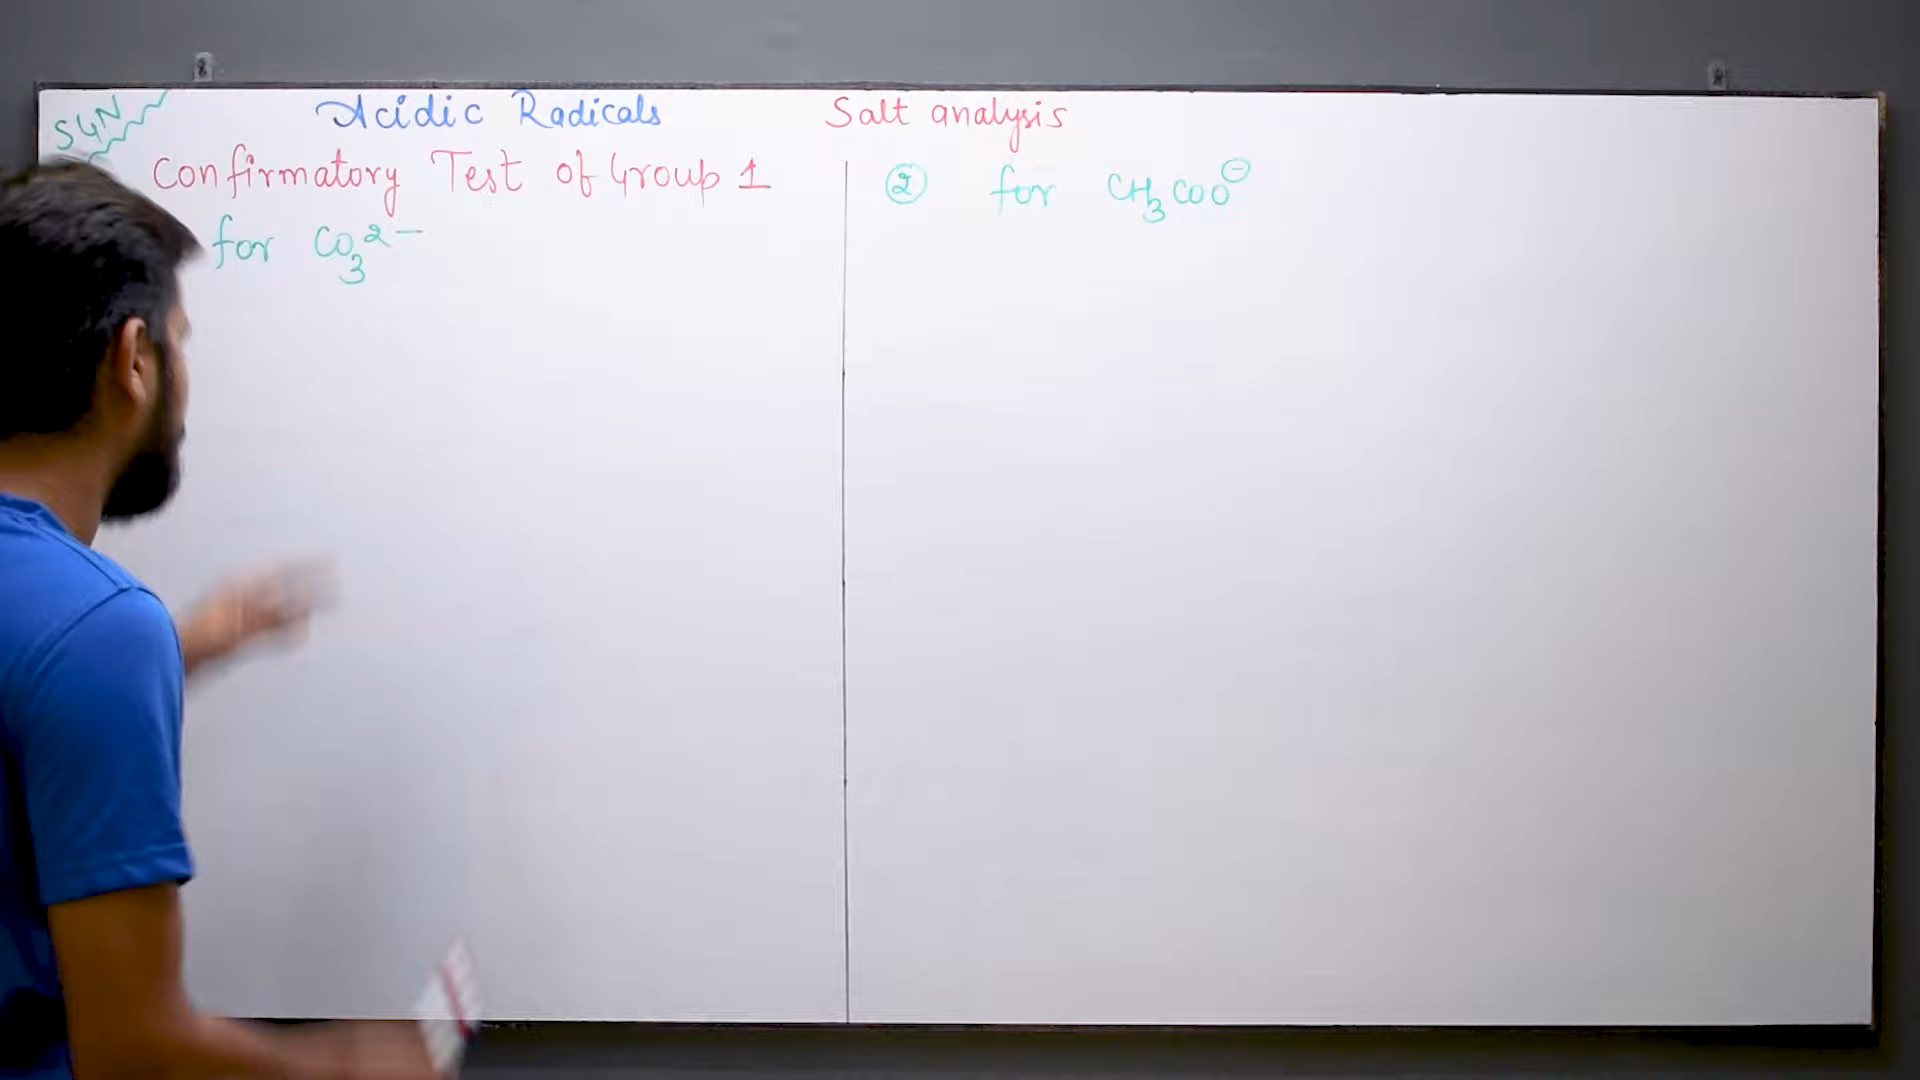 SGN
Acidic Radicals Salt analysis
Confirmatory Test of Group 1
for CO₃²⁻
② for CH₃COO⊖